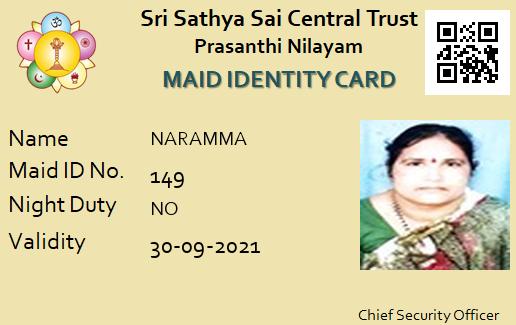 Sri Sathya Sai Central Trust
Prasanthi Nilayam
MAID IDENTITY CARD
Name NARAMMA
Maid ID No. 149
Night Duty NO
Validity 30-09-2021
Chief Security Officer